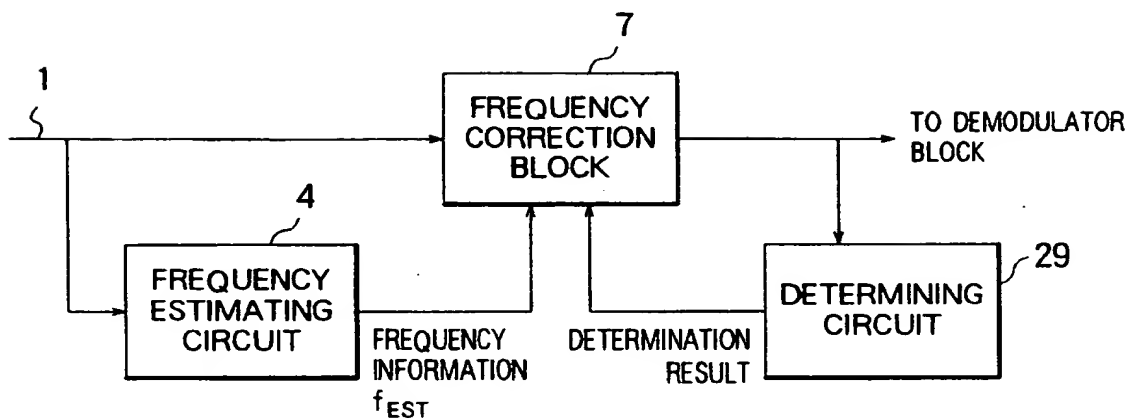 7
1
FREQUENCY
CORRECTION
BLOCK
TO DEMODULATOR
BLOCK
4
29
FREQUENCY
ESTIMATING
CIRCUIT
DETERMINING
CIRCUIT
FREQUENCY
INFORMATION
fEST
DETERMINATION
RESULT